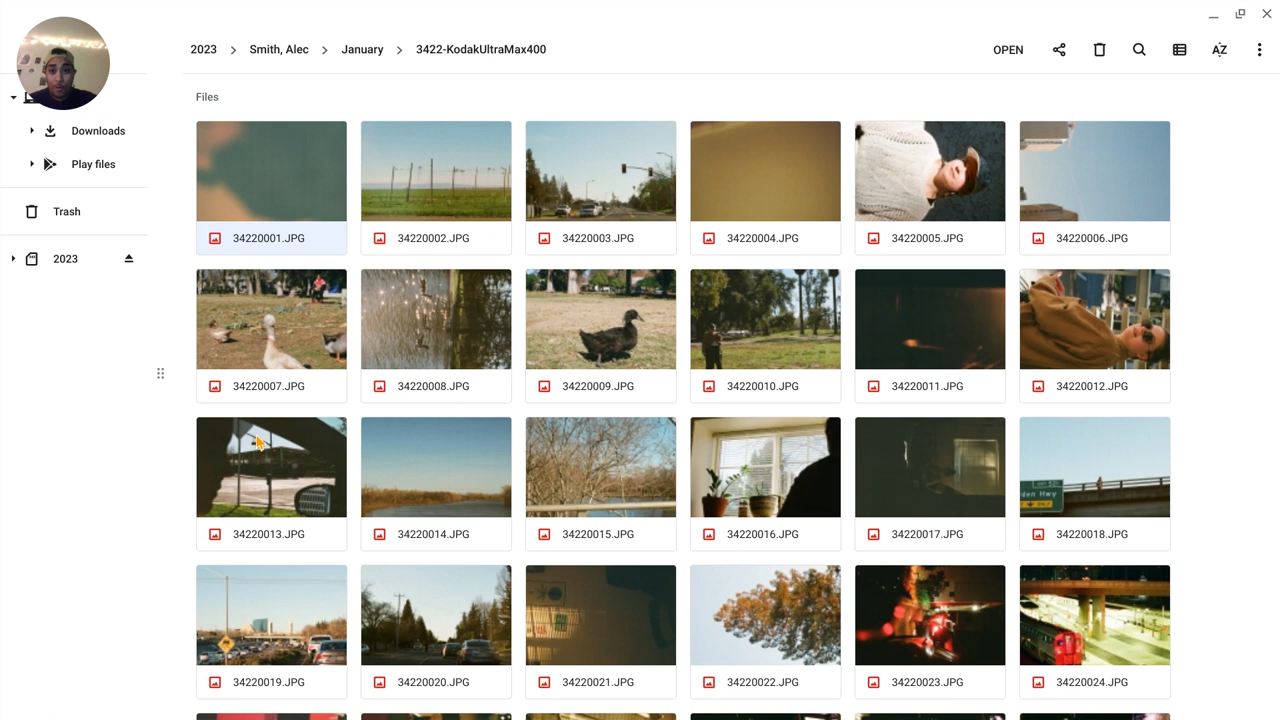 2023 Smith, Alec January 3422-KodakUltraMax400
OPEN
AZ
Downloads
Play files
Trash
2023
Files
34220001.JPG 34220002.JPG 34220003.JPG 34220004.JPG 34220005.JPG 34220006.JPG
34220007.JPG 34220008.JPG 34220009.JPG 34220010.JPG 34220011.JPG 34220012.JPG
34220013.JPG 34220014.JPG 34220015.JPG 34220016.JPG 34220017.JPG 34220018.JPG
den Hwy
34220019.JPG 34220020.JPG 34220021.JPG 34220022.JPG 34220023.JPG 34220024.JPG